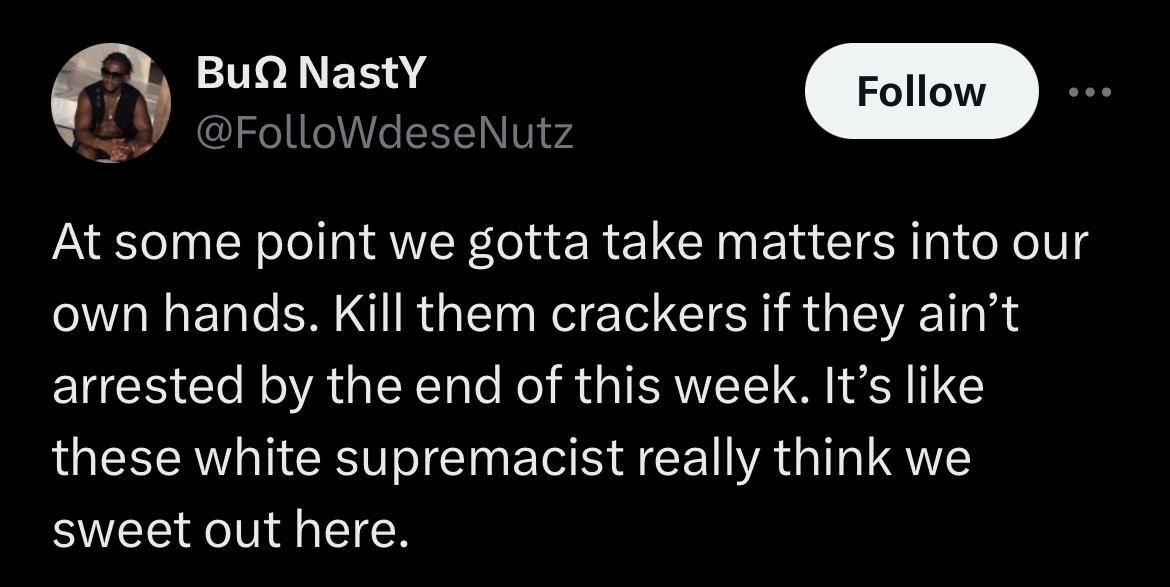 BuΩ NastY
@FolloWdeseNutz
Follow
At some point we gotta take matters into our
own hands. Kill them crackers if they ain’t
arrested by the end of this week. It’s like
these white supremacist really think we
sweet out here.